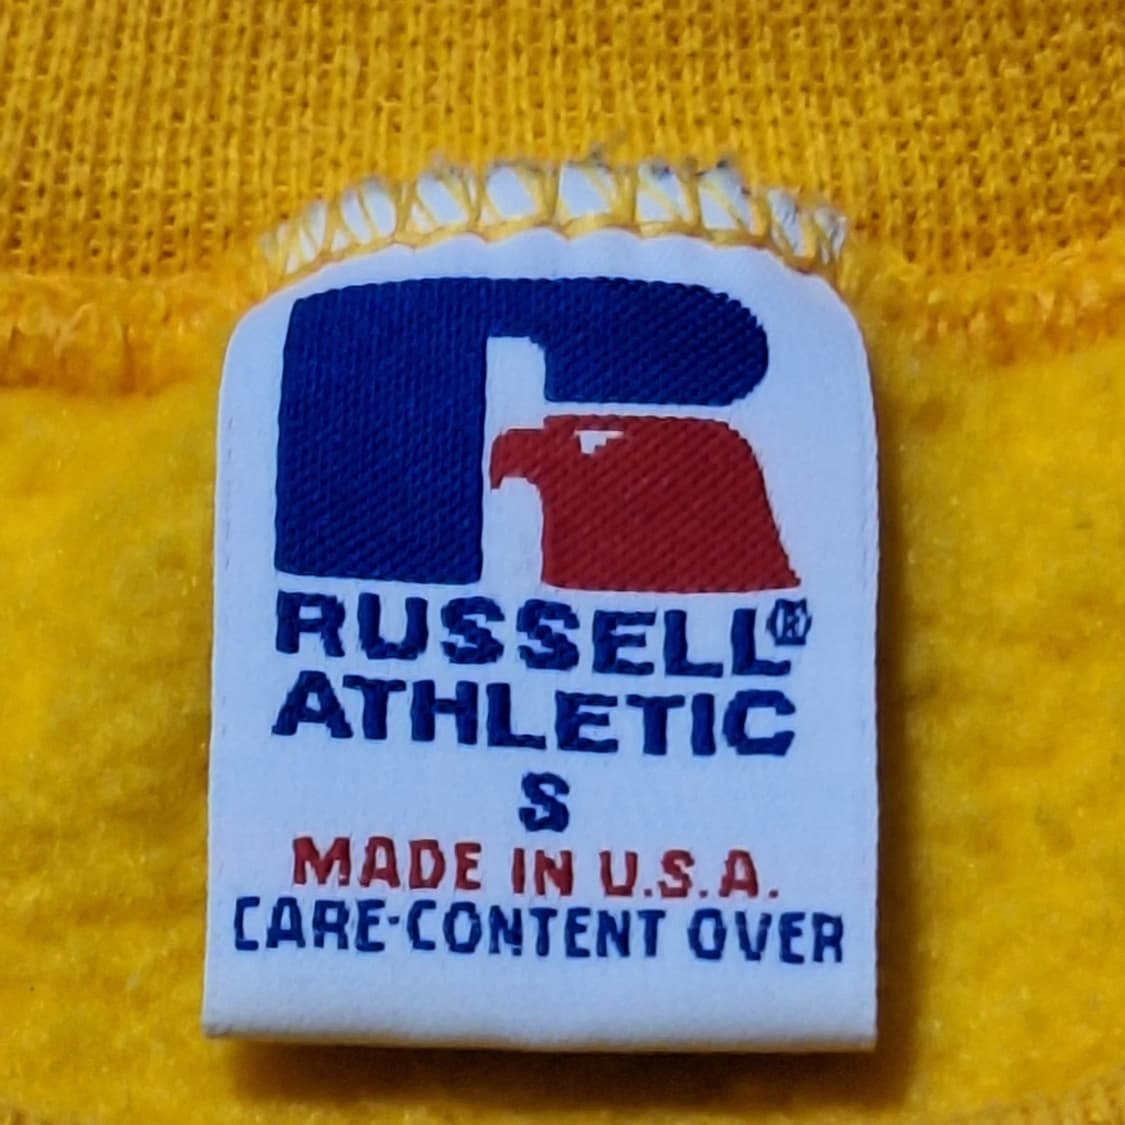 RUSSELL®
ATHLETIC
S
MADE IN U.S.A.
CARE-CONTENT OVER